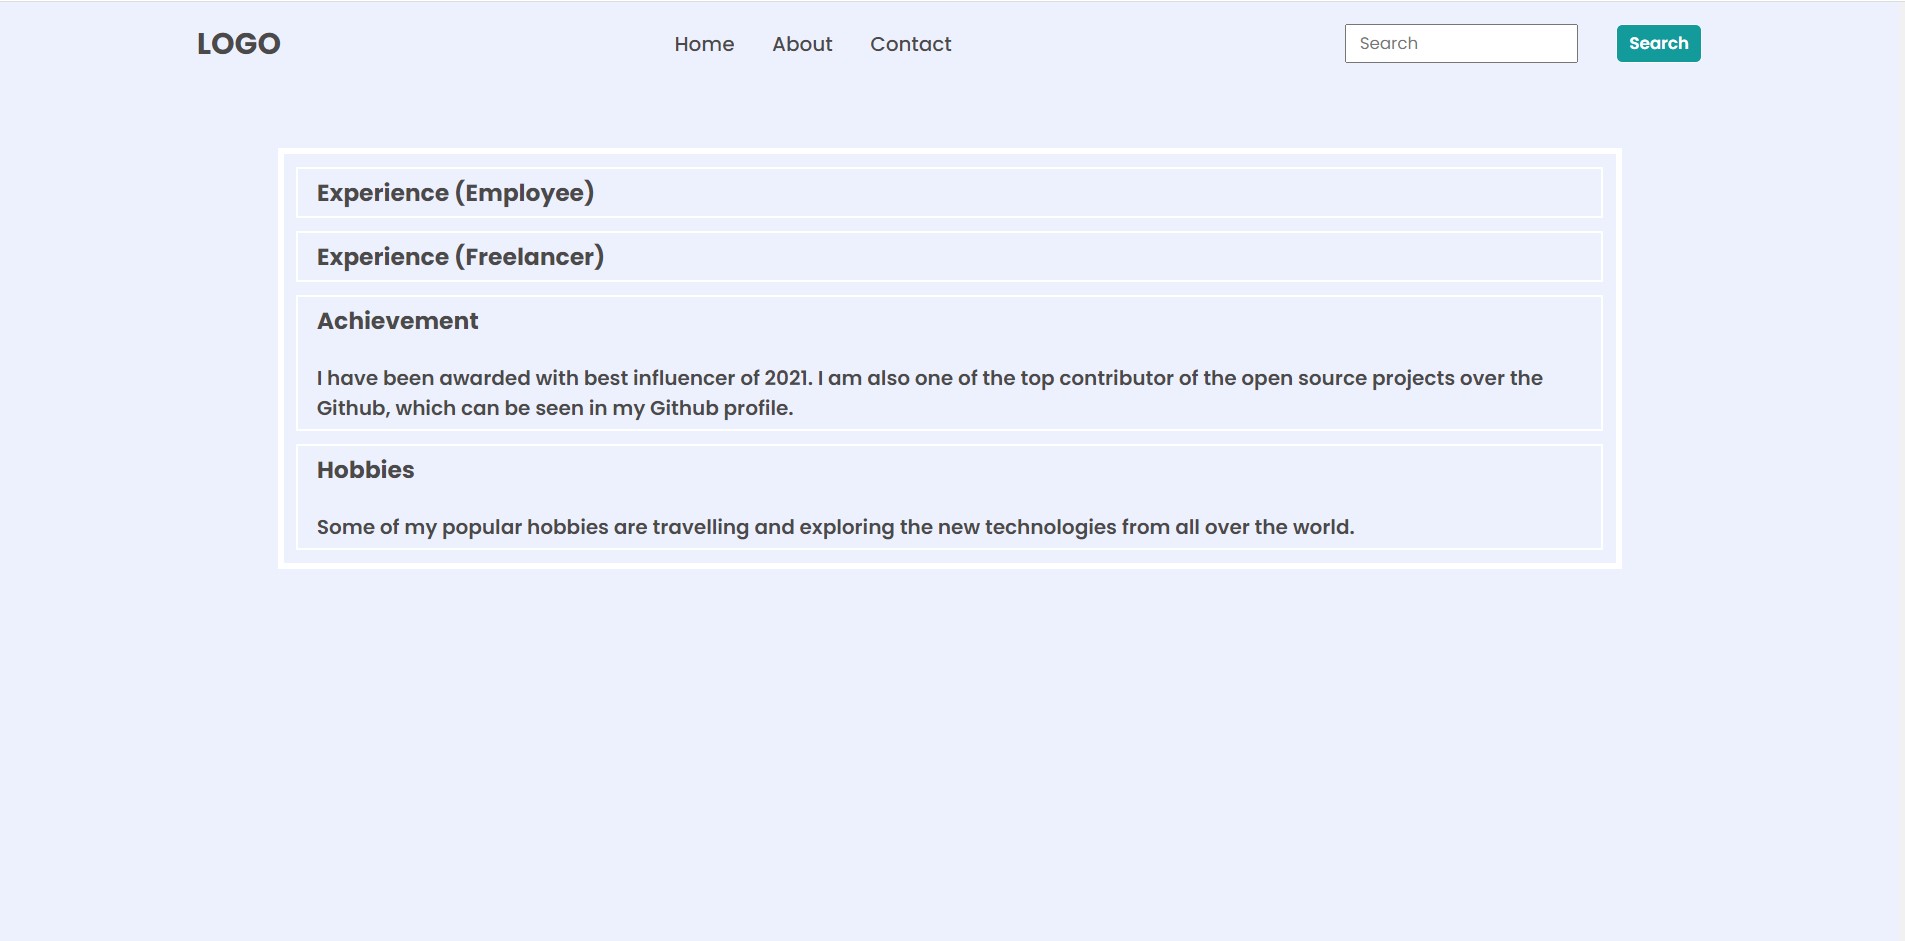 LOGO
Home About Contact
Search
Search
Experience (Employee)
Experience (Freelancer)
Achievement
I have been awarded with best influencer of 2021. I am also one of the top contributor of the open source projects over the
Github, which can be seen in my Github profile.
Hobbies
Some of my popular hobbies are travelling and exploring the new technologies from all over the world.